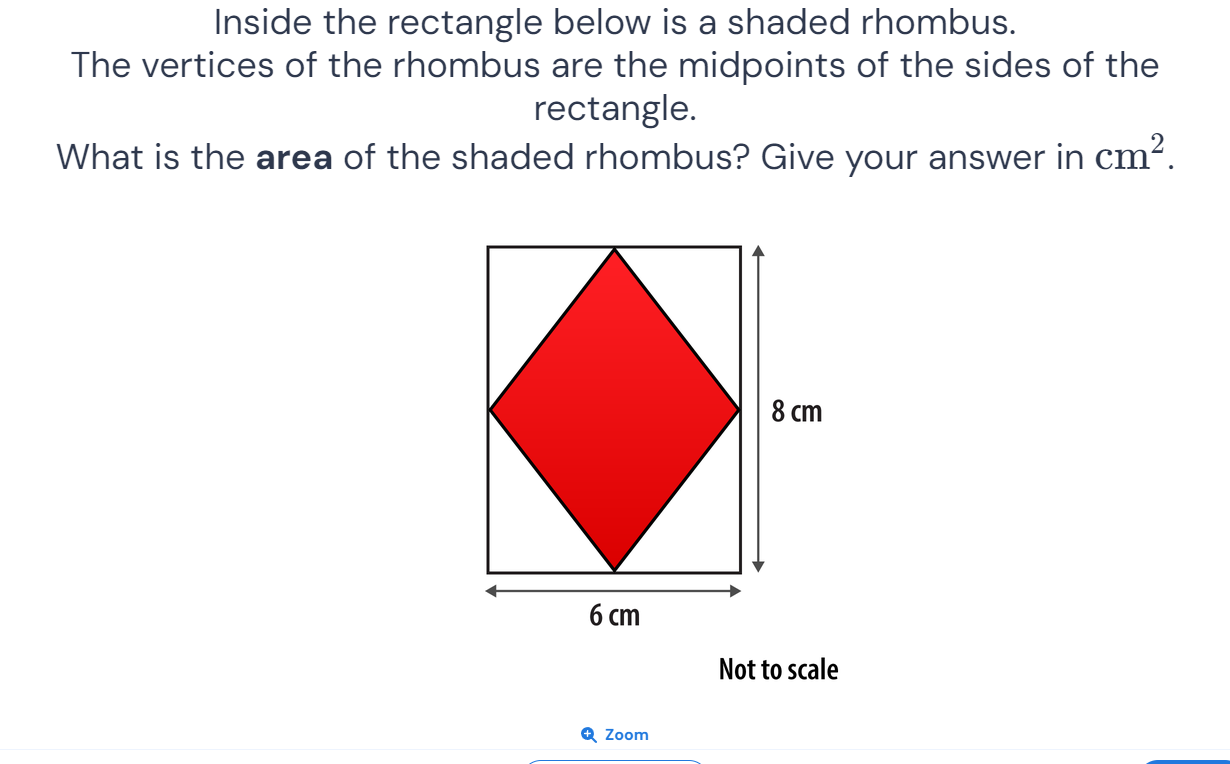 Inside the rectangle below is a shaded rhombus.
The vertices of the rhombus are the midpoints of the sides of the
rectangle.
What is the area of the shaded rhombus? Give your answer in cm².
8 cm
6 cm
Not to scale
Zoom